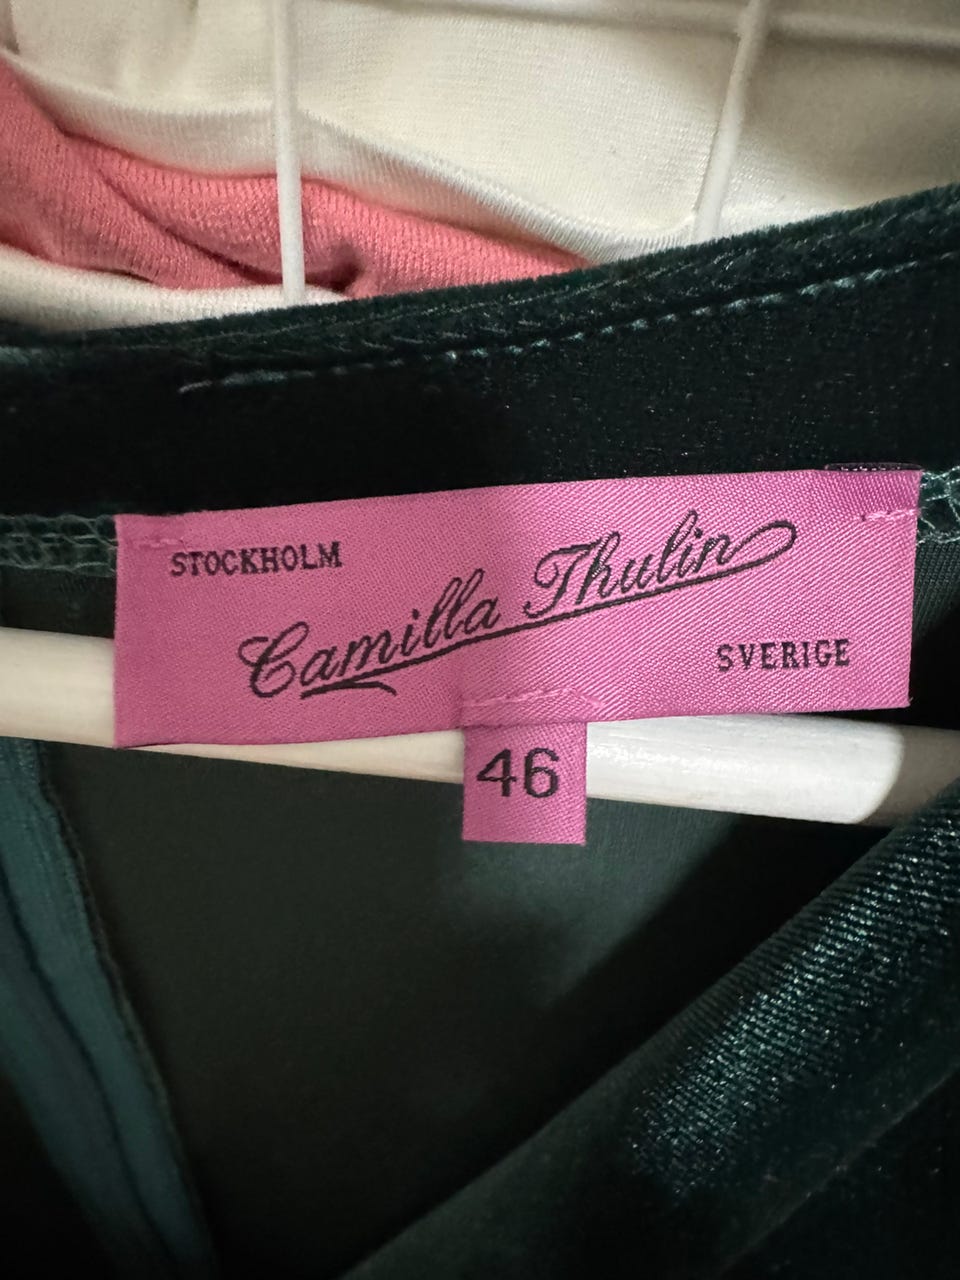 STOCKHOLM
Camilla Thulin
SVERIGE
46